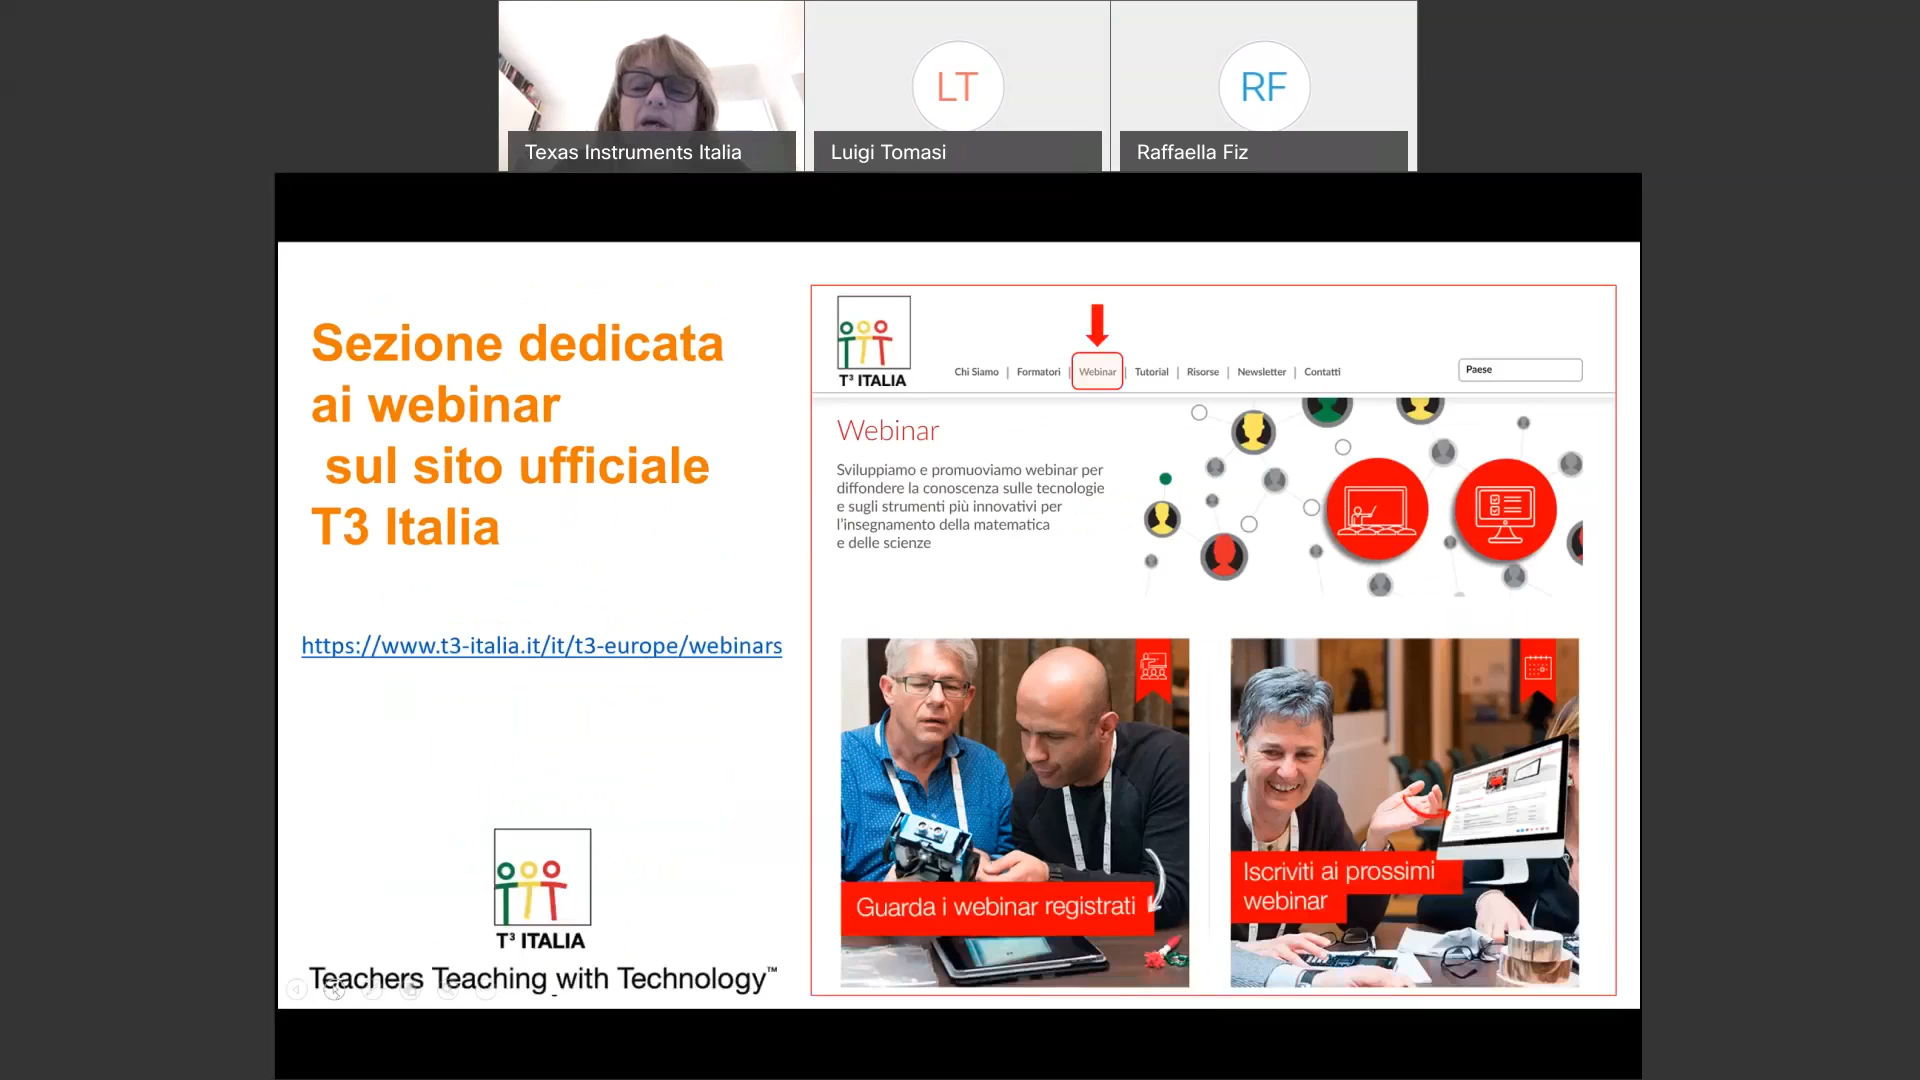 LT
RF
Texas Instruments Italia
Luigi Tomasi
Raffaella Fiz
Sezione dedicata
ai webinar
sul sito ufficiale
T3 Italia
https://www.t3-italia.it/it/t3-europe/webinars
T³ ITALIA
Teachers Teaching with Technology™
T³ ITALIA
Chi Siamo | Formatori | Webinar | Tutorial | Risorse | Newsletter | Contatti
Paese
Webinar
Sviluppiamo e promuoviamo webinar per
diffondere la conoscenza sulle tecnologie
e sugli strumenti più innovativi per
l'insegnamento della matematica
e delle scienze
Guarda i webinar registrati
Iscriviti ai prossimi
webinar